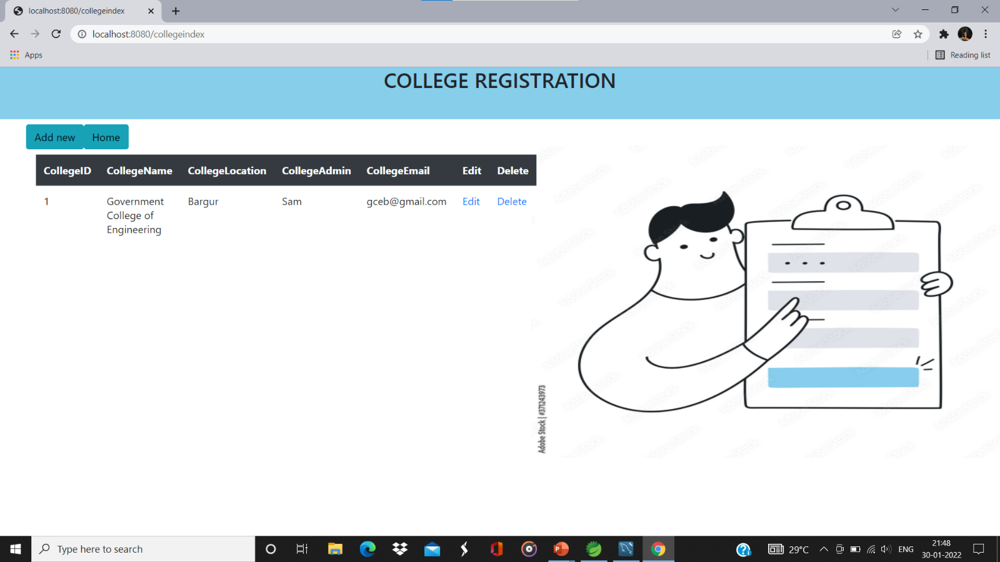 localhost:8080/collegeindex
localhost:8080/collegeindex
Apps
Reading list
COLLEGE REGISTRATION
Add new Home
CollegeID CollegeName CollegeLocation CollegeAdmin CollegeEmail Edit Delete
1 Government Bargur Sam gceb@gmail.com Edit Delete
College of
Engineering
Adobe Stock | #371243973
Type here to search
29°C
ENG
21:48
30-01-2022